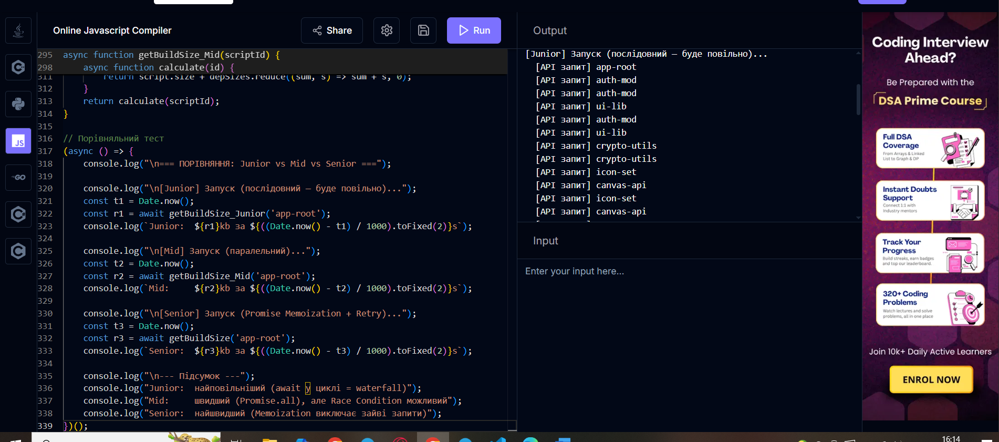 Online Javascript Compiler
Share
Run
295 async function getBuildSize_Mid(scriptId) {
298 async function calculate(id) {
311 return script.size + depSizes.reduce((sum, s) => sum + s, 0);
312 }
313 return calculate(scriptId);
314 }
315
316 // Порівняльний тест
317 (async () => {
318 console.log("\n=== ПОРІВНЯННЯ: Junior vs Mid vs Senior ===");
319
320 console.log("\n[Junior] Запуск (послідовний — буде повільно)...");
321 const t1 = Date.now();
322 const r1 = await getBuildSize_Junior('app-root');
323 console.log(`Junior:  ${r1}kb за ${((Date.now() - t1) / 1000).toFixed(2)}s`);
324
325 console.log("\n[Mid] Запуск (паралельний)...");
326 const t2 = Date.now();
327 const r2 = await getBuildSize_Mid('app-root');
328 console.log(`Mid:     ${r2}kb за ${((Date.now() - t2) / 1000).toFixed(2)}s`);
329
330 console.log("\n[Senior] Запуск (Promise Memoization + Retry)...");
331 const t3 = Date.now();
332 const r3 = await getBuildSize('app-root');
333 console.log(`Senior:  ${r3}kb за ${((Date.now() - t3) / 1000).toFixed(2)}s`);
334
335 console.log("\n--- Підсумок ---");
336 console.log("Junior:  найповільніший (await у циклі = waterfall)");
337 console.log("Mid:     швидший (Promise.all), але Race Condition можливий");
338 console.log("Senior:  найшвидший (Memoization виключає зайві запити)");
339 })();
JS
GO
Output
[Junior] Запуск (послідовний — буде повільно)...
[API запит] app-root
[API запит] auth-mod
[API запит] auth-mod
[API запит] ui-lib
[API запит] auth-mod
[API запит] ui-lib
[API запит] crypto-utils
[API запит] crypto-utils
[API запит] icon-set
[API запит] canvas-api
[API запит] icon-set
[API запит] canvas-api
Input
Enter your input here...
Coding Interview
Ahead?
Be Prepared with the
DSA Prime Course
Full DSA
Coverage
From Arrays & Linked
List to Graph & DP
Instant Doubts
Support
Connect 1:1 with
Industry mentors
Track Your
Progress
Build streaks, earn badges
and top our leaderboard.
320+ Coding
Problems
Watch lectures and solve
problems, all in one place
Join 10k+ Daily Active Learners
ENROL NOW
16:14